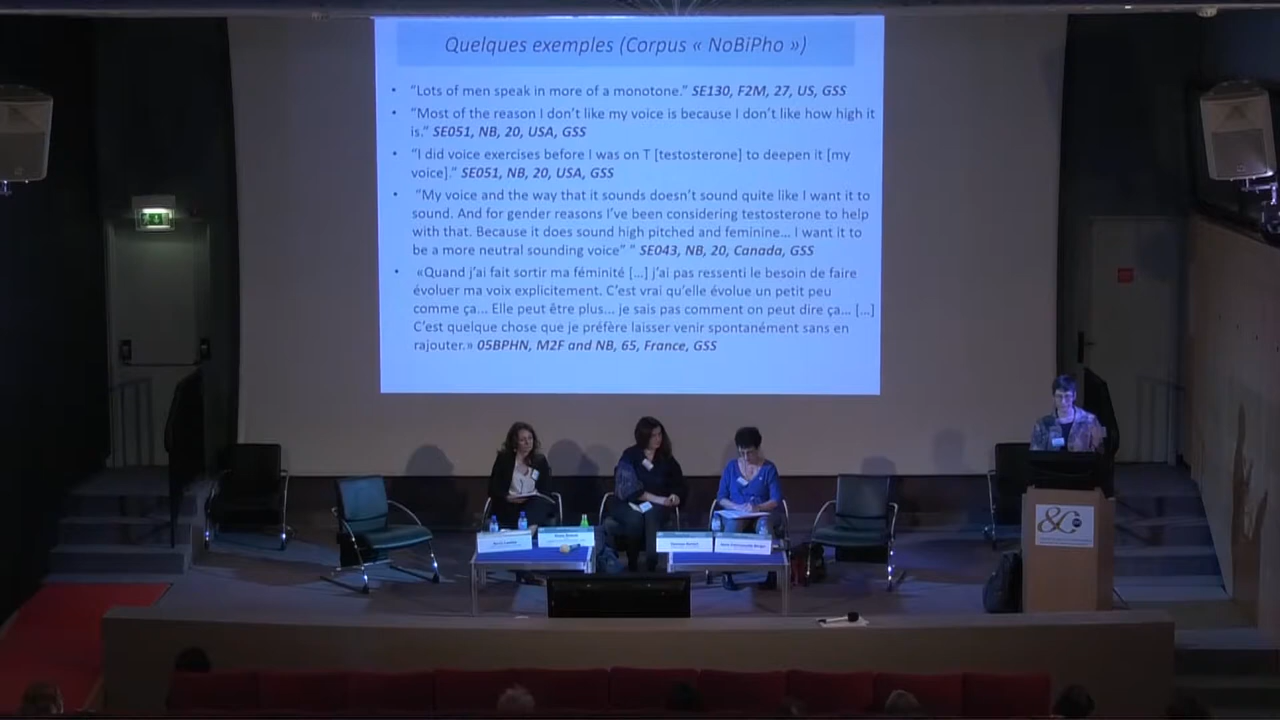 Quelques exemples (Corpus « NoBiPho »)
• “Lots of men speak in more of a monotone.” SE130, F2M, 27, US, GSS
• “Most of the reason I don’t like my voice is because I don’t like how high it
is.” SE051, NB, 20, USA, GSS
• “I did voice exercises before I was on T [testosterone] to deepen it [my
voice].” SE051, NB, 20, USA, GSS
• “My voice and the way that it sounds doesn’t sound quite like I want it to
sound. And for gender reasons I’ve been considering testosterone to help
with that. Because it does sound high pitched and feminine… I want it to
be a more neutral sounding voice” “ SE043, NB, 20, Canada, GSS
• «Quand j’ai fait sortir ma féminité […] j’ai pas ressenti le besoin de faire
évoluer ma voix explicitement. C’est vrai qu’elle évolue un petit peu
comme ça… Elle peut être plus… je sais pas comment on peut dire ça… […]
C’est quelque chose que je préfère laisser venir spontanément sans en
rajouter.» 05BPHN, M2F and NB, 65, France, GSS
&C